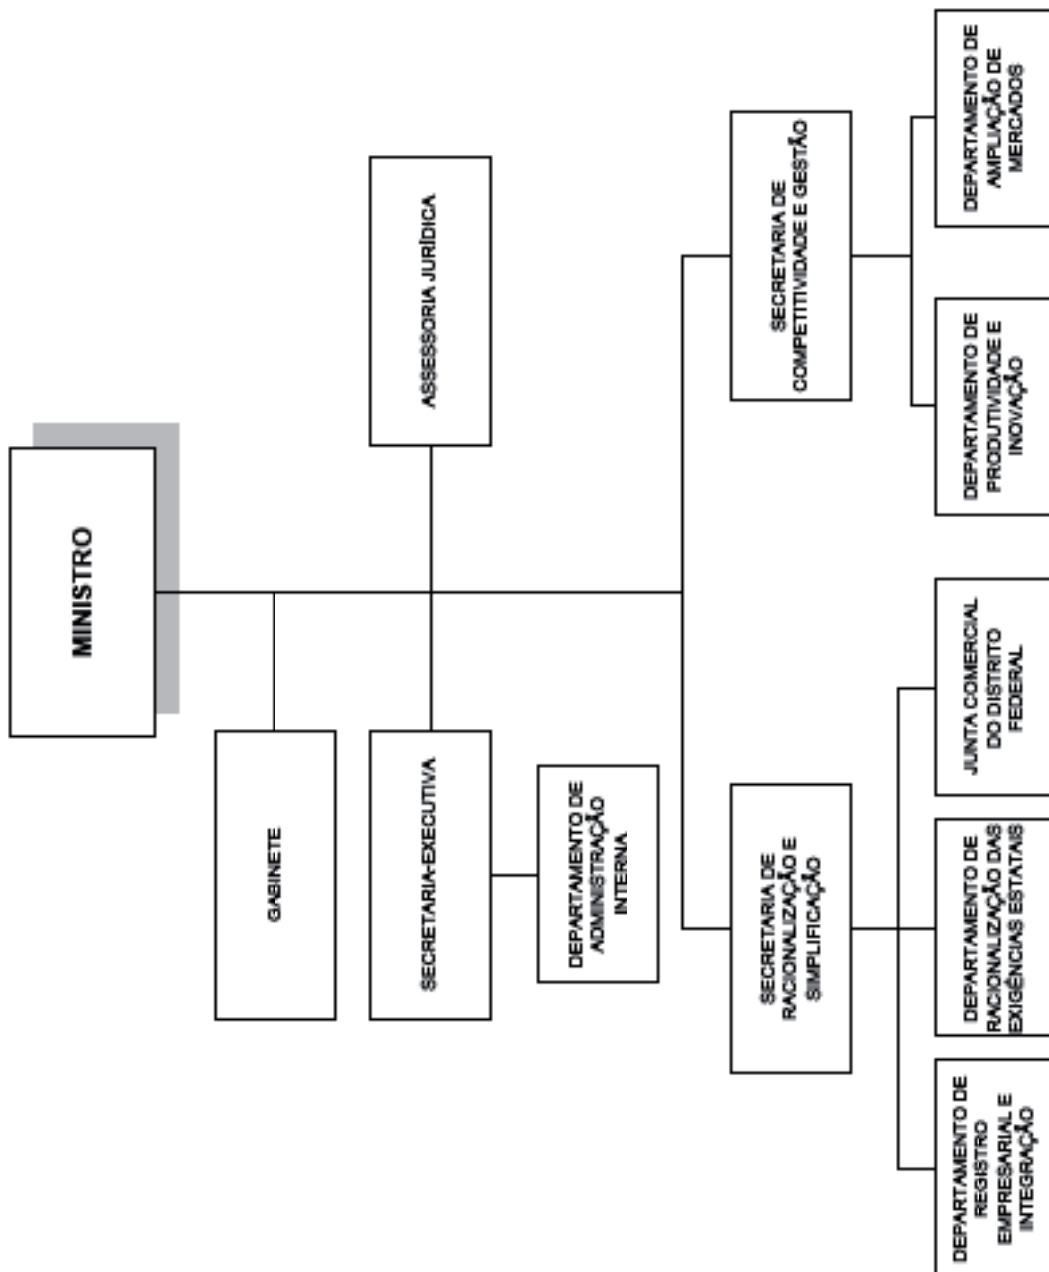 MINISTRO
GABINETE
SECRETARIA-EXECUTIVA
ASSESSORIA JURÍDICA
DEPARTAMENTO DE
ADMINISTRAÇÃO
INTERNA
SECRETARIA DE
RACIONALIZAÇÃO E
SIMPLIFICAÇÃO
SECRETARIA DE
COMPETITIVIDADE E GESTÃO
DEPARTAMENTO DE
REGISTRO
EMPRESARIAL E
INTEGRAÇÃO
DEPARTAMENTO DE
RACIONALIZAÇÃO DAS
EXIGÊNCIAS ESTATAIS
JUNTA COMERCIAL
DO DISTRITO
FEDERAL
DEPARTAMENTO DE
PRODUTIVIDADE E
INOVAÇÃO
DEPARTAMENTO DE
AMPLIAÇÃO DE
MERCADOS